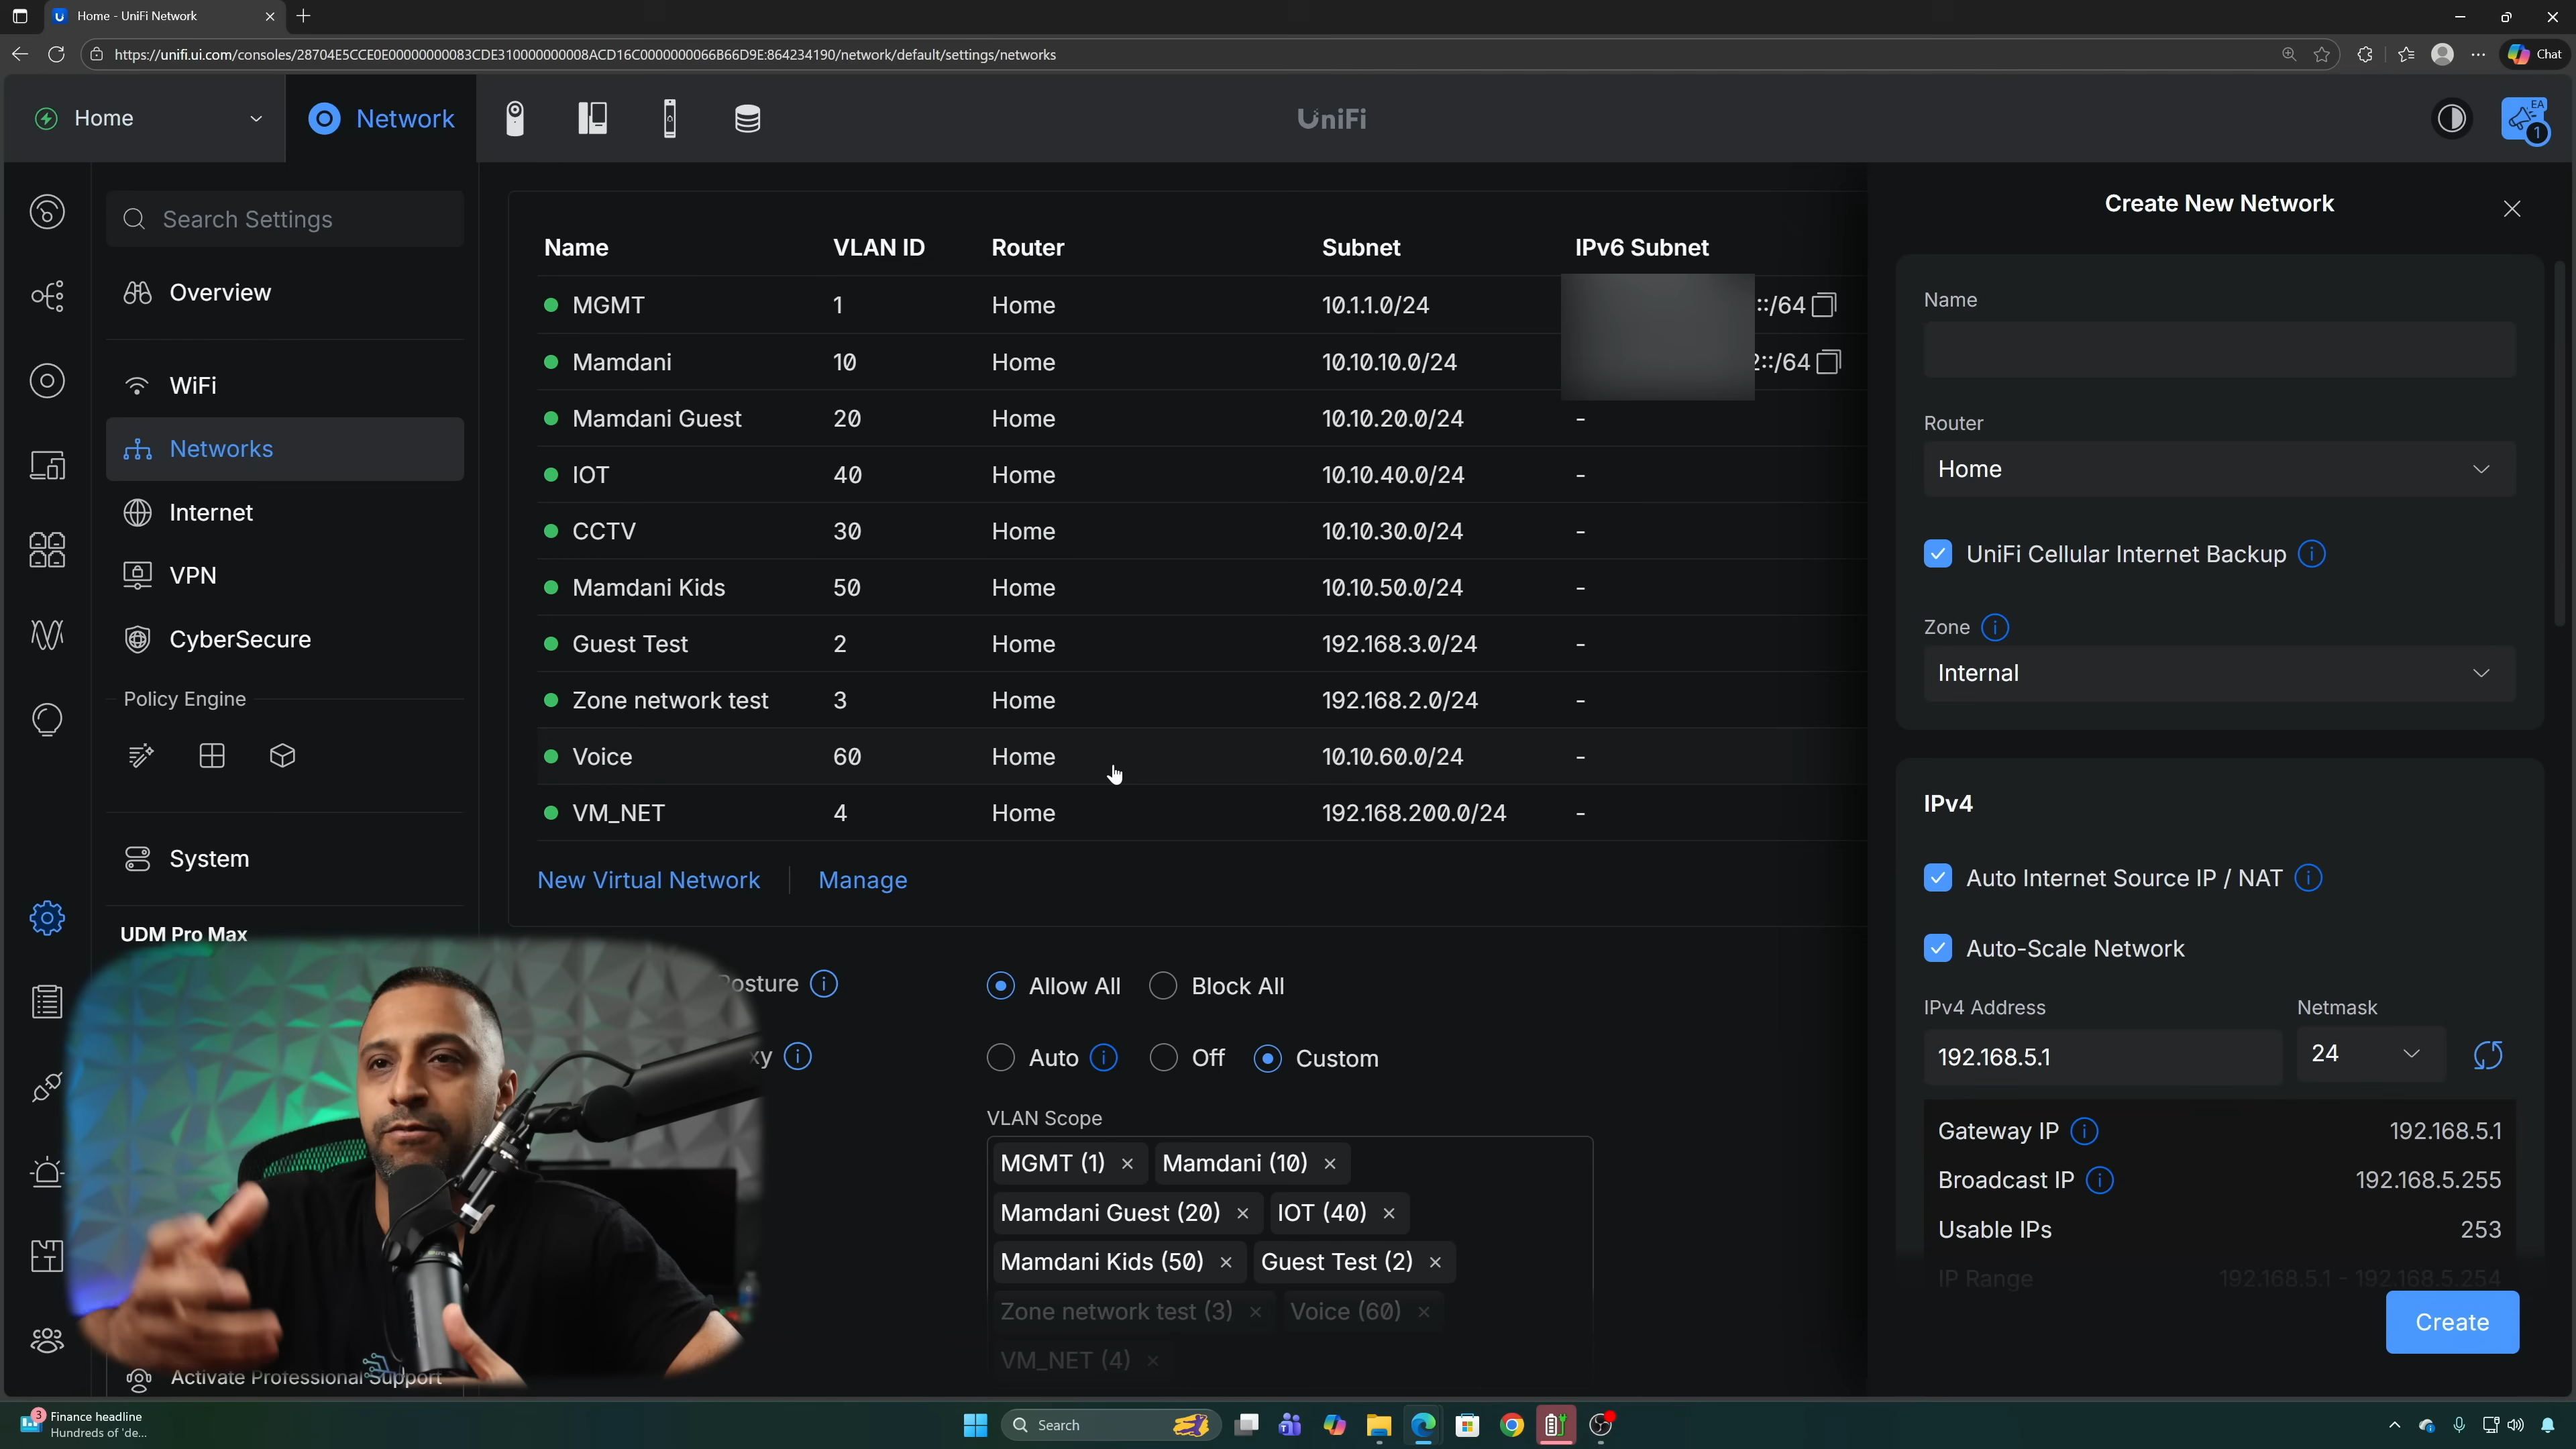 Home - UniFi Network
https://unifi.ui.com/consoles/28704E5CCE0E00000000083CDE310000000008ACD16C0000000066B66D9E:864234190/network/default/settings/networks
Chat
Home
Network
UniFi
EA
1
Search Settings
Overview
WiFi
Networks
Internet
VPN
CyberSecure
Policy Engine
System
UDM Pro Max
Activate Professional Support
Name VLAN ID Router Subnet IPv6 Subnet
MGMT 1 Home 10.1.1.0/24 ::/64
Mamdani 10 Home 10.10.10.0/24 2::/64
Mamdani Guest 20 Home 10.10.20.0/24 -
IOT 40 Home 10.10.40.0/24 -
CCTV 30 Home 10.10.30.0/24 -
Mamdani Kids 50 Home 10.10.50.0/24 -
Guest Test 2 Home 192.168.3.0/24 -
Zone network test 3 Home 192.168.2.0/24 -
Voice 60 Home 10.10.60.0/24 -
VM_NET 4 Home 192.168.200.0/24 -
New Virtual Network Manage
Posture Allow All Block All
xy Auto Off Custom
VLAN Scope
MGMT (1) × Mamdani (10) ×
Mamdani Guest (20) × IOT (40) ×
Mamdani Kids (50) × Guest Test (2) ×
Zone network test (3) × Voice (60) ×
VM_NET (4) ×
Create New Network
Name
Router
Home
UniFi Cellular Internet Backup
Zone
Internal
IPv4
Auto Internet Source IP / NAT
Auto-Scale Network
IPv4 Address Netmask
192.168.5.1 24
Gateway IP 192.168.5.1
Broadcast IP 192.168.5.255
Usable IPs 253
IP Range 192.168.5.1 - 192.168.5.254
Create
3
Finance headline
Hundreds of 'de...
Search